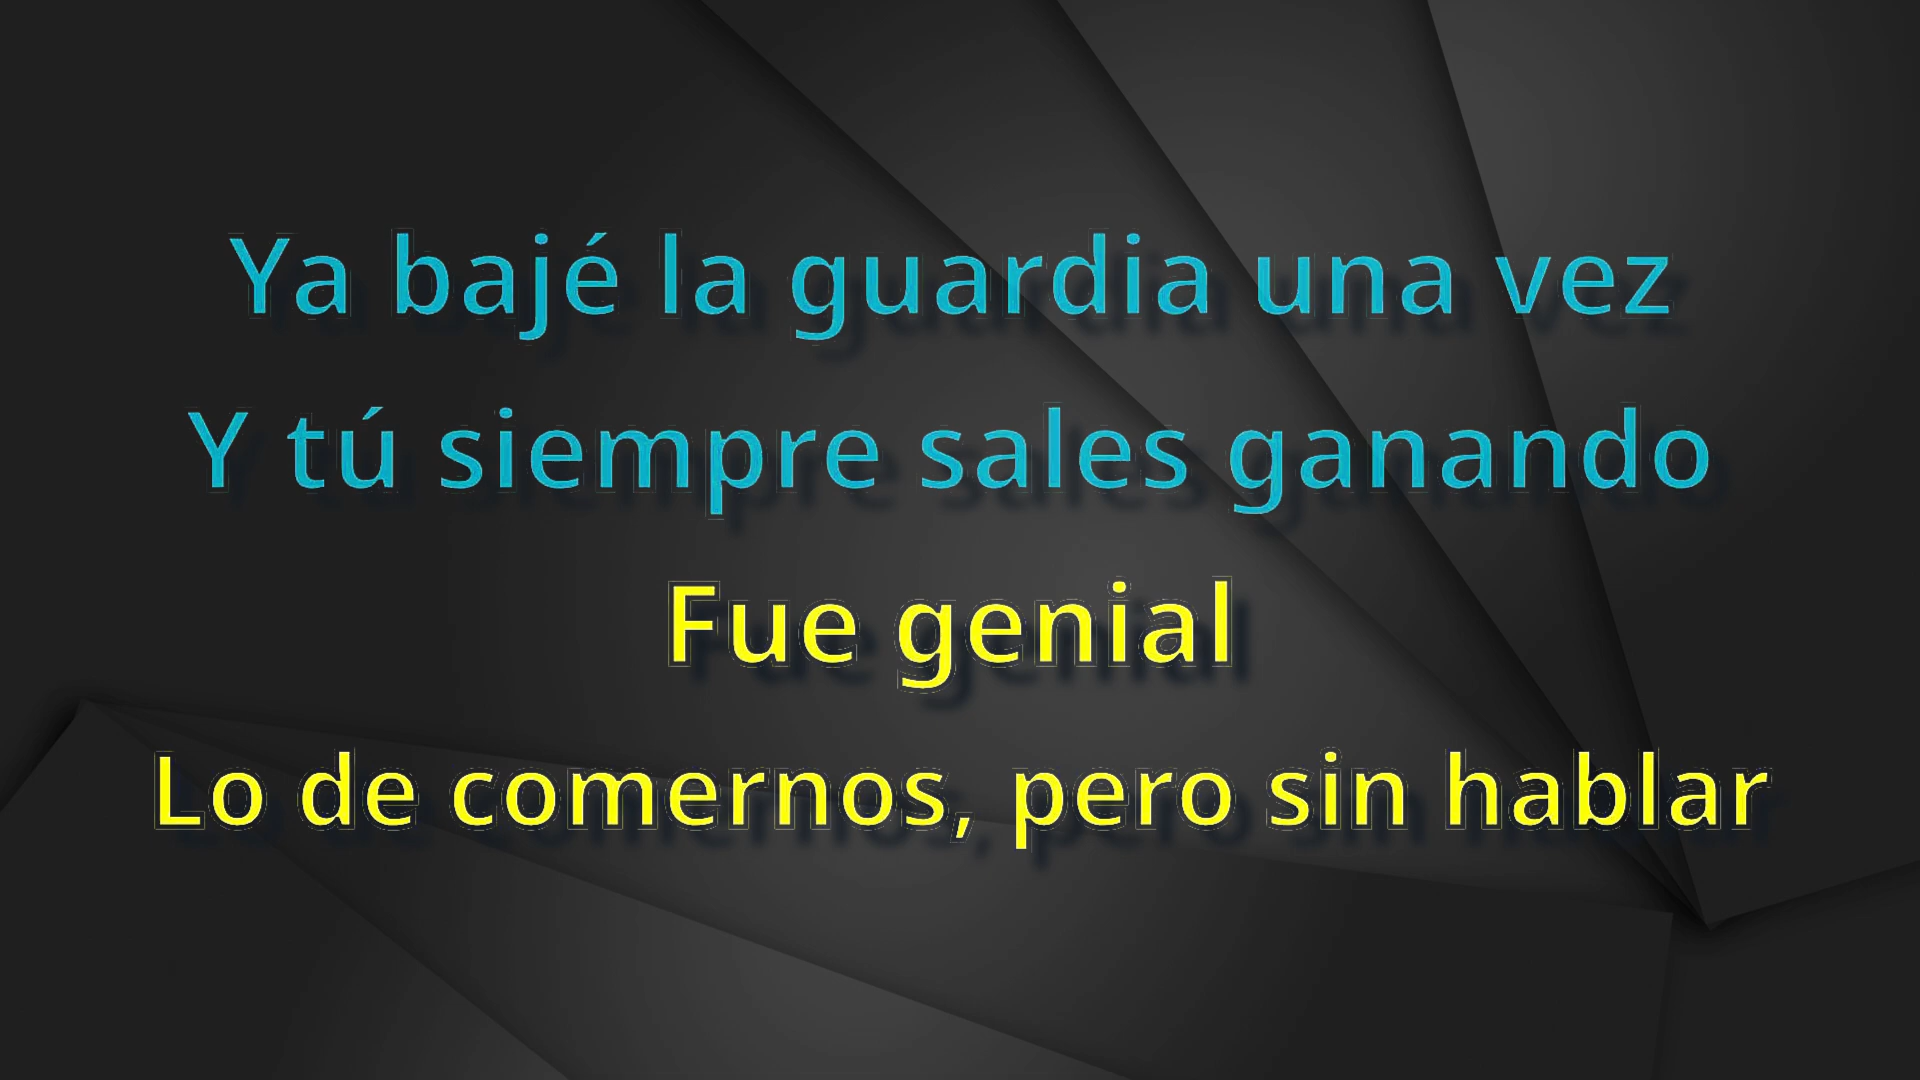 Ya bajé la guardia una vez
Y tú siempre sales ganando
Fue genial
Lo de comernos, pero sin hablar